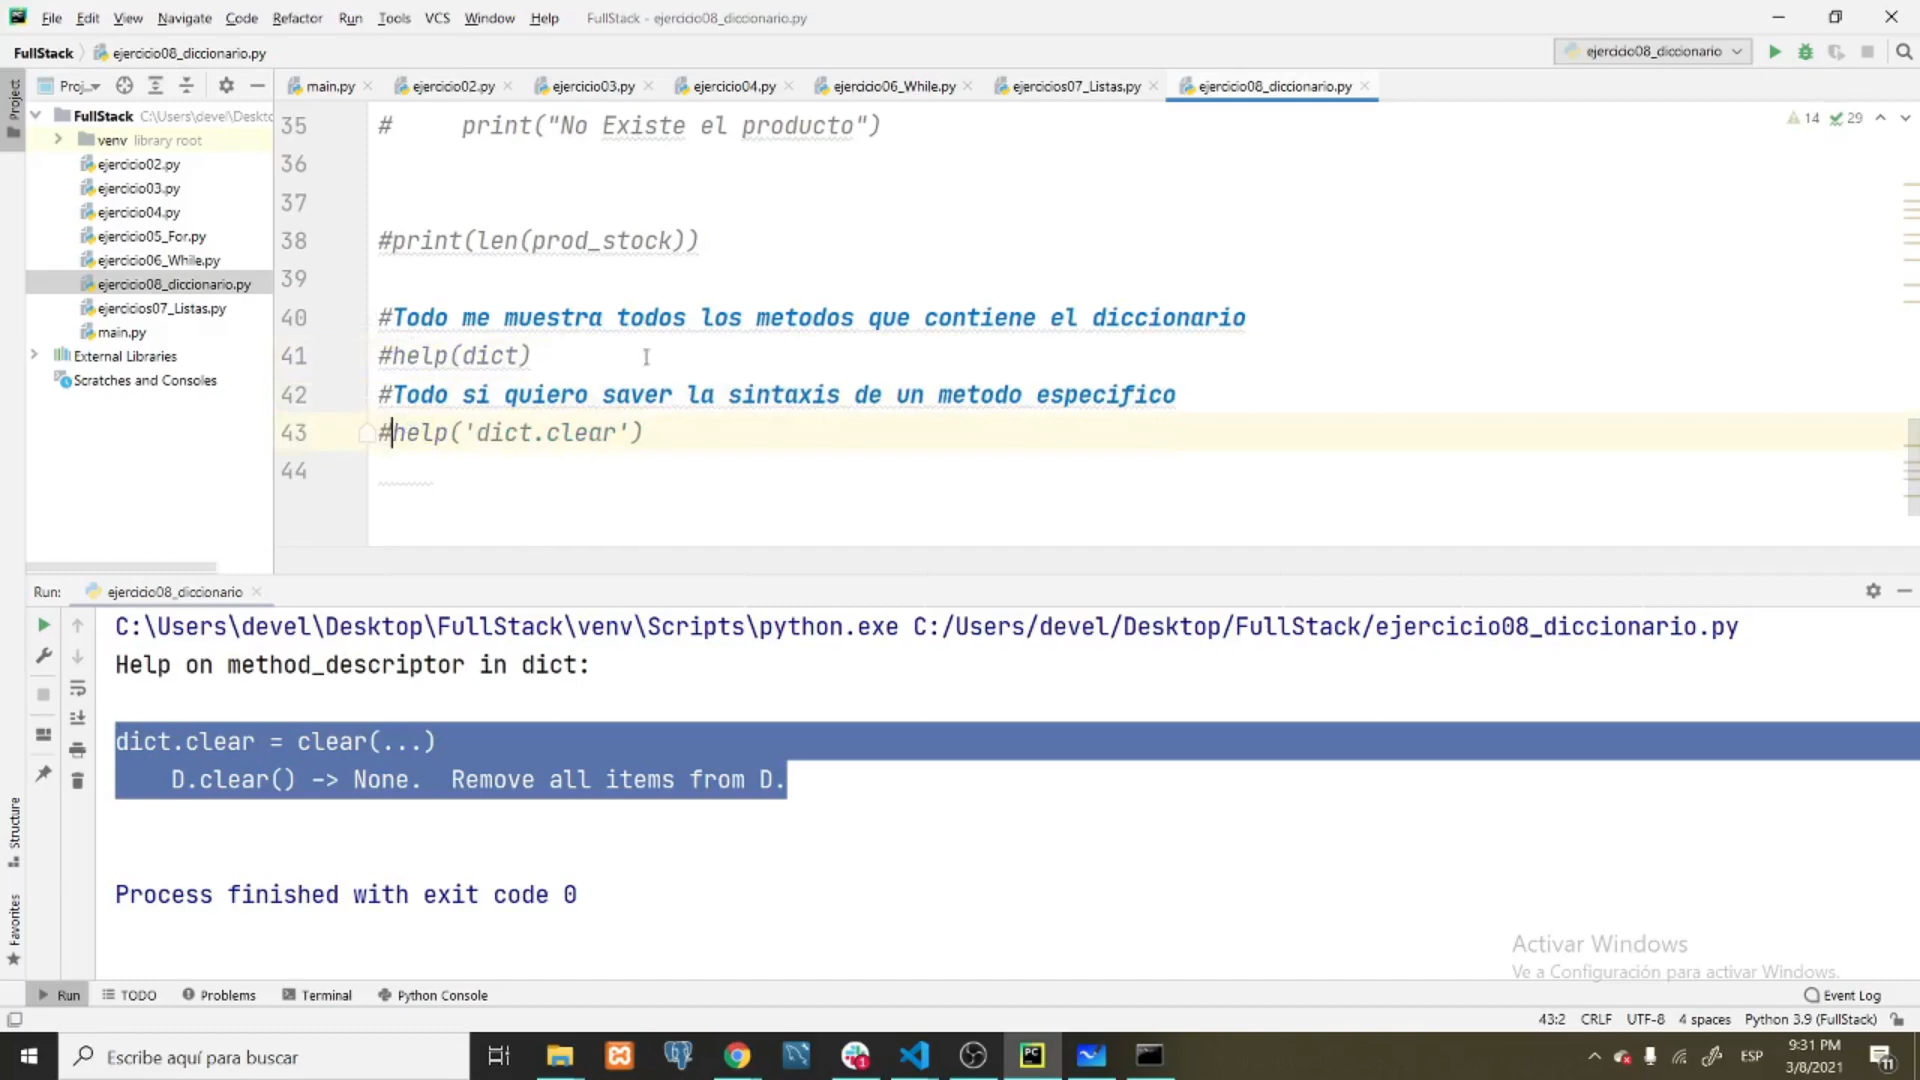 File Edit View Navigate Code Refactor Run Tools VCS Window Help FullStack - ejercicio08_diccionario.py
FullStack ejercicio08_diccionario.py ejercicio08_diccionario
Project
Proj... main.py ejercicio02.py ejercicio03.py ejercicio04.py ejercicio06_While.py ejercicios07_Listas.py ejercicio08_diccionario.py
FullStack C:\Users\devel\Deskto
venv library root
ejercicio02.py
ejercicio03.py
ejercicio04.py
ejercicio05_For.py
ejercicio06_While.py
ejercicio08_diccionario.py
ejercicios07_Listas.py
main.py
External Libraries
Scratches and Consoles
14 29
35 # print("No Existe el producto")
36
37
38 #print(len(prod_stock))
39
40 #Todo me muestra todos los metodos que contiene el diccionario
41 #help(dict)
42 #Todo si quiero saver la sintaxis de un metodo especifico
43 #help('dict.clear')
44
Run: ejercicio08_diccionario
C:\Users\devel\Desktop\FullStack\venv\Scripts\python.exe C:/Users/devel/Desktop/FullStack/ejercicio08_diccionario.py
Help on method_descriptor in dict:
dict.clear = clear(...)
D.clear() -> None.  Remove all items from D.
Process finished with exit code 0
Structure
Favorites
Activar Windows
Ve a Configuración para activar Windows.
Run TODO Problems Terminal Python Console Event Log
43:2 CRLF UTF-8 4 spaces Python 3.9 (FullStack)
Escribe aquí para buscar
PC
1
ESP
9:31 PM
3/8/2021
11